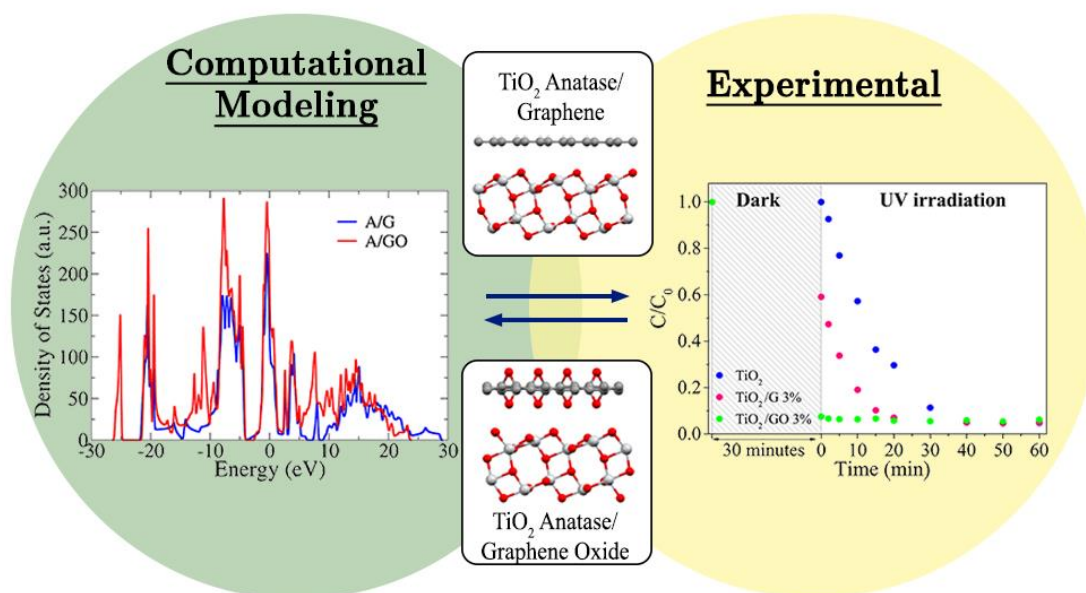 Computational
Modeling
TiO₂ Anatase/
Graphene
Experimental
300
250
200
150
100
50
0
-30
-20
-10
0
10
20
30
Density of States (a.u.)
Energy (eV)
A/G
A/GO
TiO₂ Anatase/
Graphene Oxide
Dark
UV irradiation
1.0
0.8
0.6
0.4
0.2
0.0
C/C₀
TiO₂
TiO₂/G 3%
TiO₂/GO 3%
30 minutes
0
10
20
30
40
50
60
Time (min)